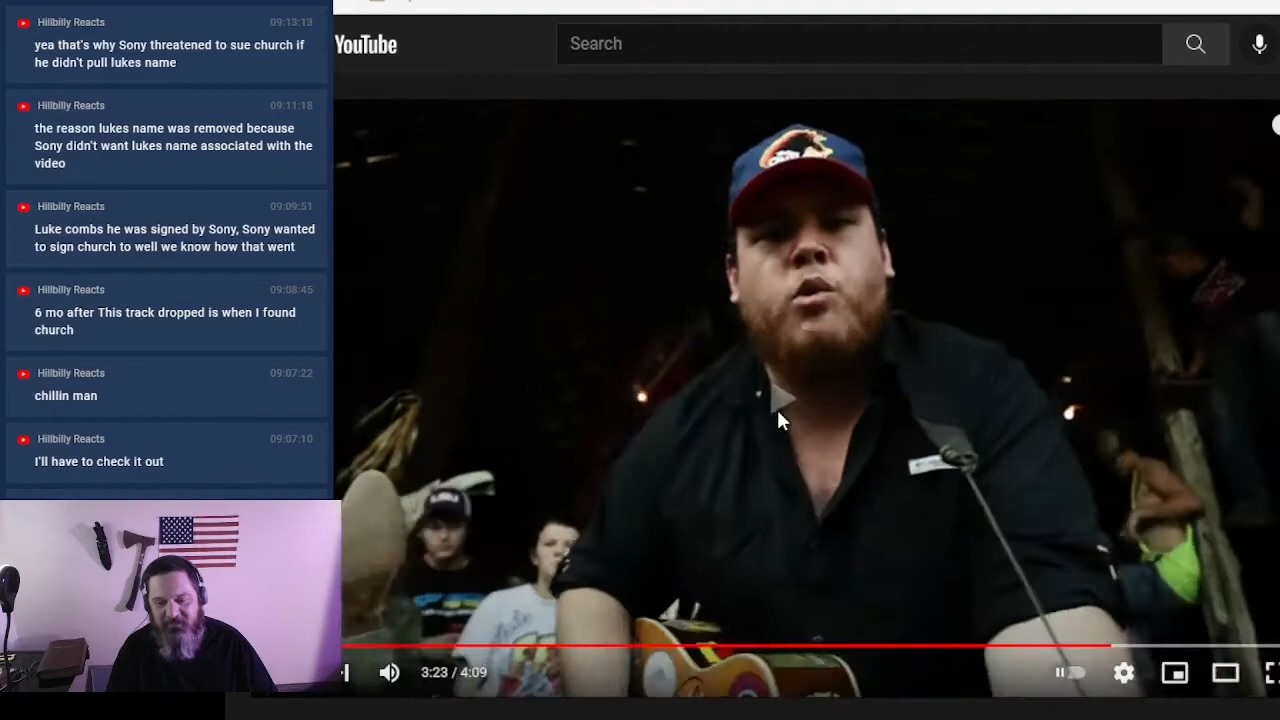 Hillbilly Reacts 09:13:13
yea that's why Sony threatened to sue church if
he didn't pull lukes name
Hillbilly Reacts 09:11:18
the reason lukes name was removed because
Sony didn't want lukes name associated with the
video
Hillbilly Reacts 09:09:51
Luke combs he was signed by Sony, Sony wanted
to sign church to well we know how that went
Hillbilly Reacts 09:08:45
6 mo after This track dropped is when I found
church
Hillbilly Reacts 09:07:22
chillin man
Hillbilly Reacts 09:07:10
I'll have to check it out
YouTube
Search
3:23 / 4:09